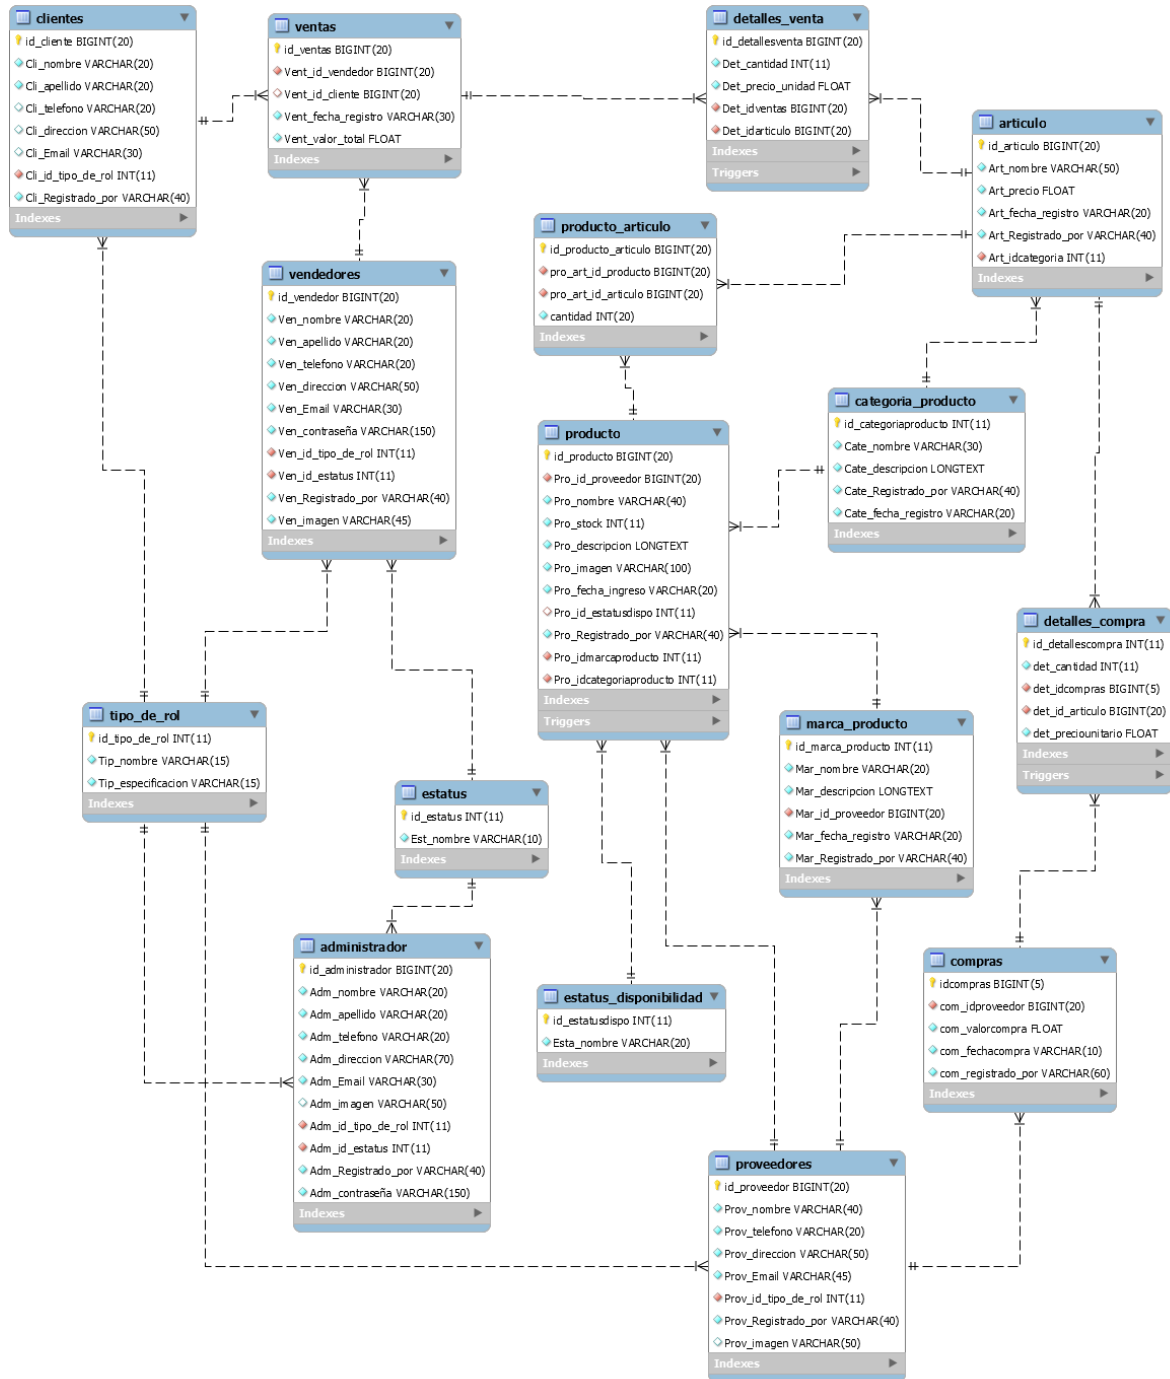 clientes
id_cliente BIGINT(20)
Cli_nombre VARCHAR(20)
Cli_apellido VARCHAR(20)
Cli_telefono VARCHAR(20)
Cli_direccion VARCHAR(50)
Cli_Email VARCHAR(30)
Cli_id_tipo_de_rol INT(11)
Cli_Registrado_por VARCHAR(40)
Indexes
ventas
id_ventas BIGINT(20)
Vent_id_vendedor BIGINT(20)
Vent_id_cliente BIGINT(20)
Vent_fecha_registro VARCHAR(30)
Vent_valor_total FLOAT
Indexes
detalles_venta
id_detallesventa BIGINT(20)
Det_cantidad INT(11)
Det_precio_unidad FLOAT
Det_idventas BIGINT(20)
Det_idarticulo BIGINT(20)
Indexes
Triggers
articulo
id_articulo BIGINT(20)
Art_nombre VARCHAR(50)
Art_precio FLOAT
Art_fecha_registro VARCHAR(20)
Art_Registrado_por VARCHAR(40)
Art_idcategoria INT(11)
Indexes
producto_articulo
id_producto_articulo BIGINT(20)
pro_art_id_producto BIGINT(20)
pro_art_id_articulo BIGINT(20)
cantidad INT(20)
Indexes
vendedores
id_vendedor BIGINT(20)
Ven_nombre VARCHAR(20)
Ven_apellido VARCHAR(20)
Ven_telefono VARCHAR(20)
Ven_direccion VARCHAR(50)
Ven_Email VARCHAR(30)
Ven_contraseña VARCHAR(150)
Ven_id_tipo_de_rol INT(11)
Ven_id_estatus INT(11)
Ven_Registrado_por VARCHAR(40)
Ven_imagen VARCHAR(45)
Indexes
categoria_producto
id_categoriaproducto INT(11)
Cate_nombre VARCHAR(30)
Cate_descripcion LONGTEXT
Cate_Registrado_por VARCHAR(40)
Cate_fecha_registro VARCHAR(20)
Indexes
producto
id_producto BIGINT(20)
Pro_id_proveedor BIGINT(20)
Pro_nombre VARCHAR(40)
Pro_stock INT(11)
Pro_descripcion LONGTEXT
Pro_imagen VARCHAR(100)
Pro_fecha_ingreso VARCHAR(20)
Pro_id_estatusdispo INT(11)
Pro_Registrado_por VARCHAR(40)
Pro_idmarcaproducto INT(11)
Pro_idcategoriaproducto INT(11)
Indexes
Triggers
detalles_compra
id_detallescompra INT(11)
det_cantidad INT(11)
det_idcompras BIGINT(5)
det_id_articulo BIGINT(20)
det_preciounitario FLOAT
Indexes
Triggers
tipo_de_rol
id_tipo_de_rol INT(11)
Tip_nombre VARCHAR(15)
Tip_especificacion VARCHAR(15)
Indexes
marca_producto
id_marca_producto INT(11)
Mar_nombre VARCHAR(20)
Mar_descripcion LONGTEXT
Mar_id_proveedor BIGINT(20)
Mar_fecha_registro VARCHAR(20)
Mar_Registrado_por VARCHAR(40)
Indexes
estatus
id_estatus INT(11)
Est_nombre VARCHAR(10)
Indexes
administrador
id_administrador BIGINT(20)
Adm_nombre VARCHAR(20)
Adm_apellido VARCHAR(20)
Adm_telefono VARCHAR(20)
Adm_direccion VARCHAR(70)
Adm_Email VARCHAR(30)
Adm_imagen VARCHAR(50)
Adm_id_tipo_de_rol INT(11)
Adm_id_estatus INT(11)
Adm_Registrado_por VARCHAR(40)
Adm_contraseña VARCHAR(150)
Indexes
estatus_disponibilidad
id_estatusdispo INT(11)
Esta_nombre VARCHAR(20)
Indexes
compras
idcompras BIGINT(5)
com_idproveedor BIGINT(20)
com_valorcompra FLOAT
com_fechacompra VARCHAR(10)
com_registrado_por VARCHAR(60)
Indexes
proveedores
id_proveedor BIGINT(20)
Prov_nombre VARCHAR(40)
Prov_telefono VARCHAR(20)
Prov_direccion VARCHAR(50)
Prov_Email VARCHAR(45)
Prov_id_tipo_de_rol INT(11)
Prov_Registrado_por VARCHAR(40)
Prov_imagen VARCHAR(50)
Indexes